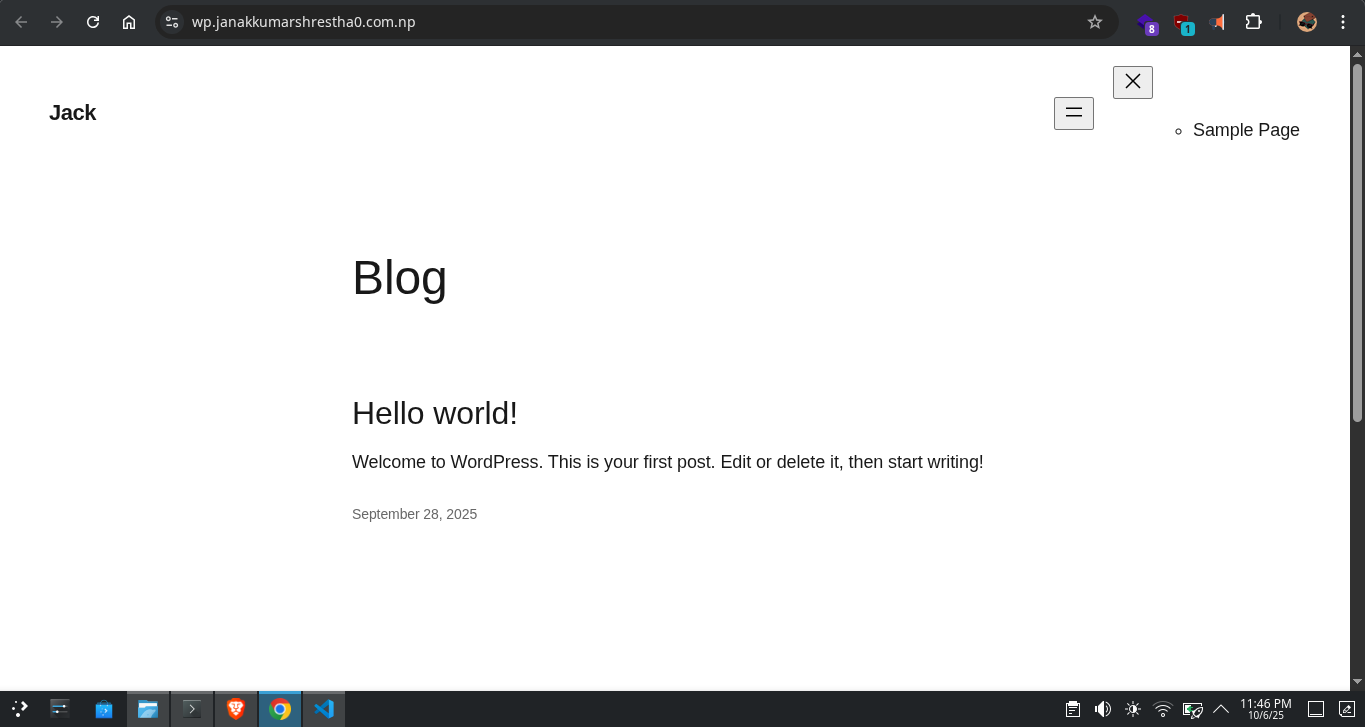 wp.janakkumarshrestha0.com.np
8
1
Jack
Sample Page
Blog
Hello world!
Welcome to WordPress. This is your first post. Edit or delete it, then start writing!
September 28, 2025
11:46 PM
10/6/25